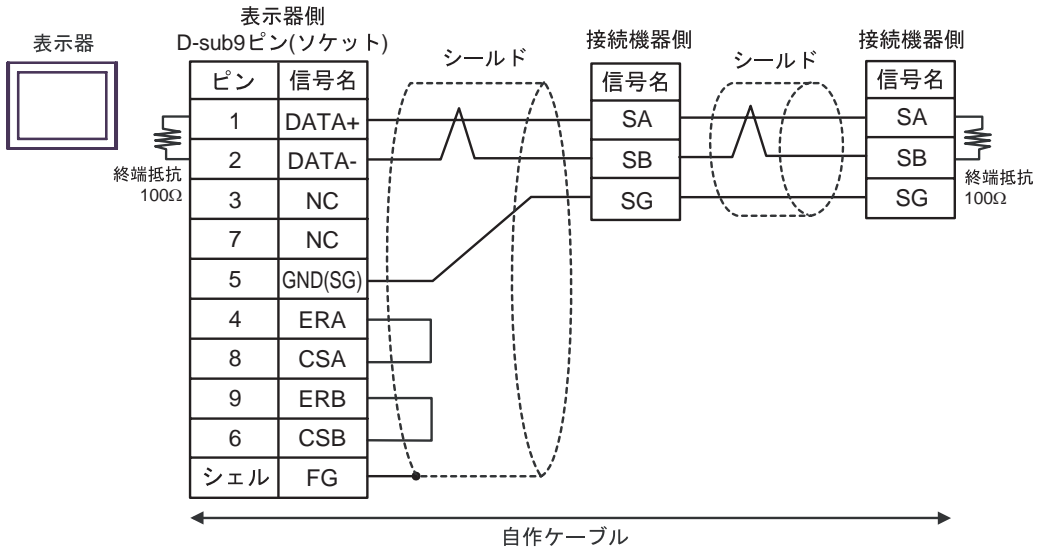 表示器
表示器側
D-sub9ピン(ソケット)
ピン 信号名
1 DATA+
2 DATA-
3 NC
7 NC
5 GND(SG)
4 ERA
8 CSA
9 ERB
6 CSB
シェル FG
終端抵抗
100Ω
シールド
接続機器側
信号名
SA
SB
SG
シールド
接続機器側
信号名
SA
SB
SG
終端抵抗
100Ω
自作ケーブル